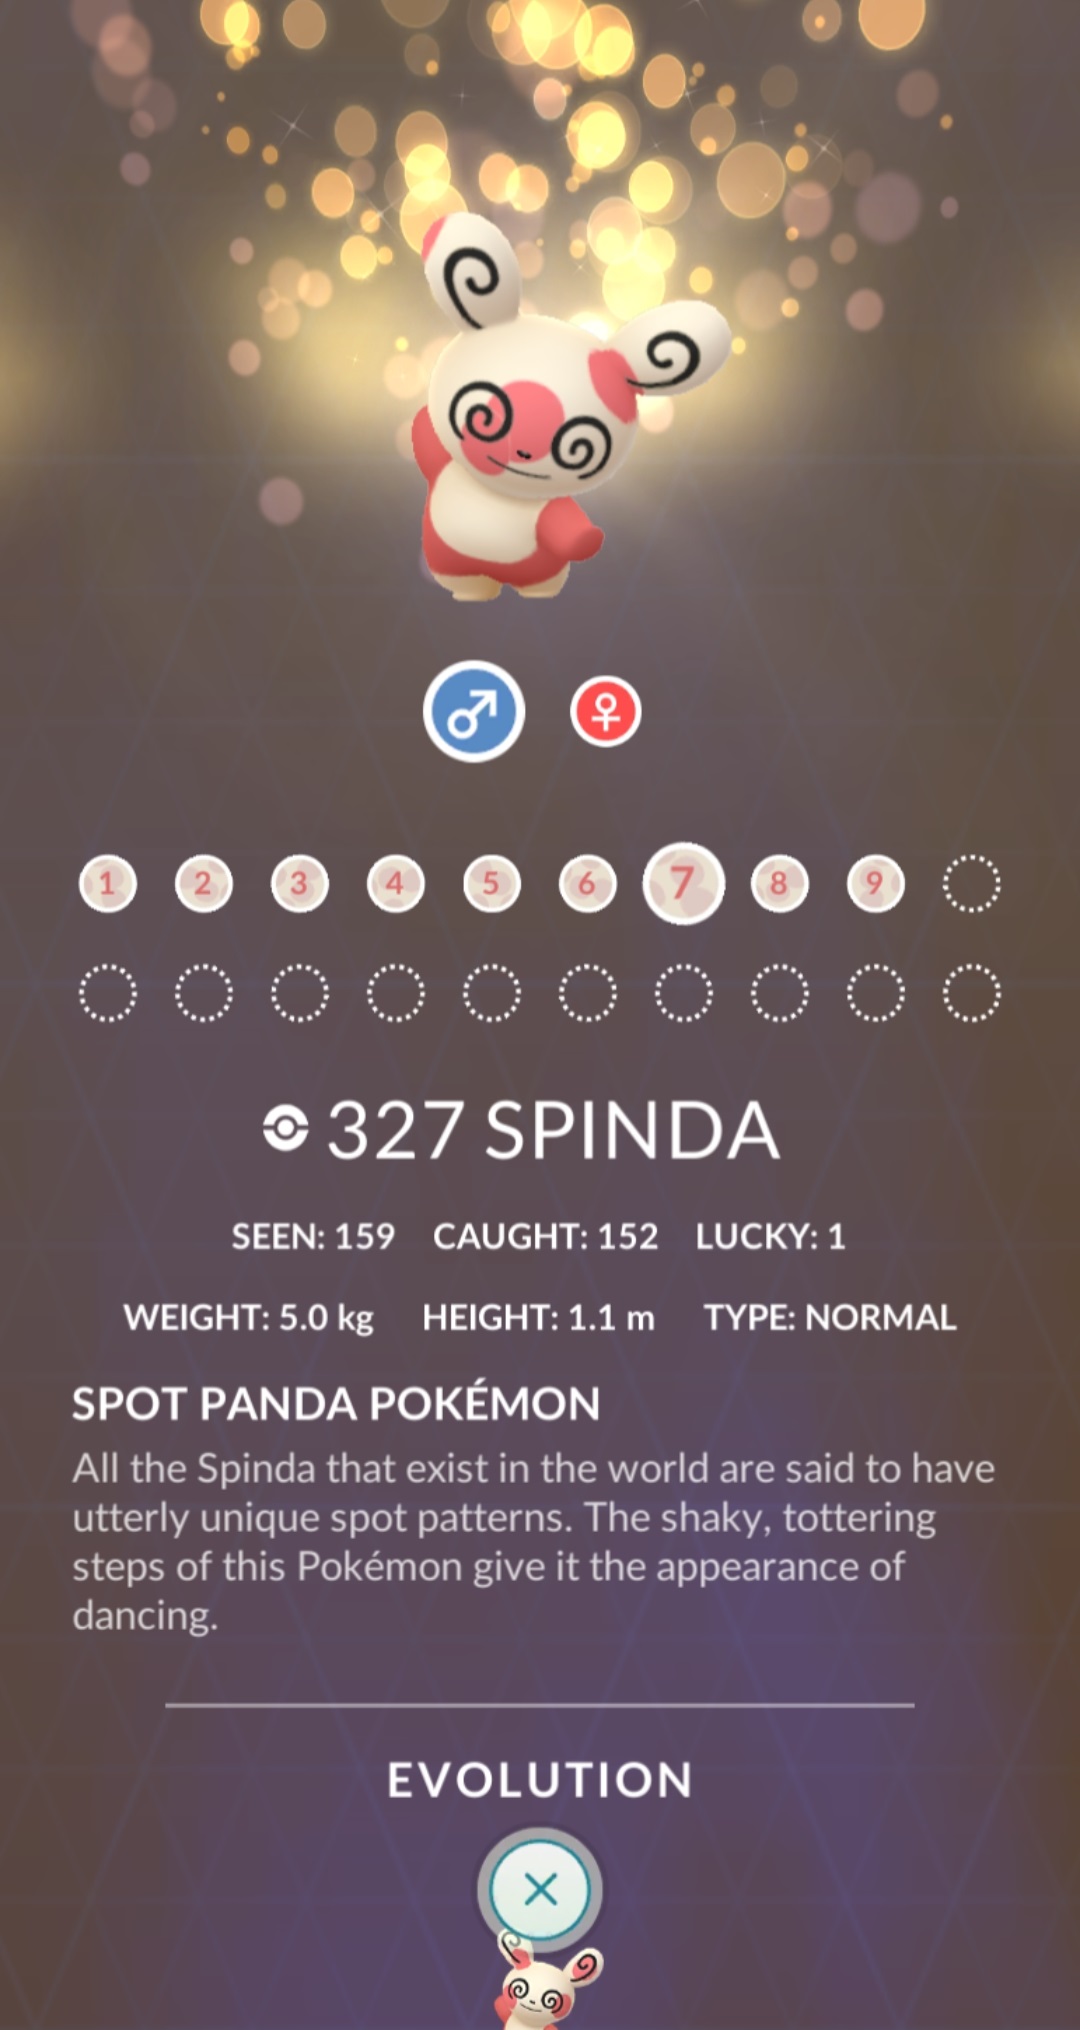 1 2 3 4 5 6 7 8 9
327 SPINDA
SEEN: 159 CAUGHT: 152 LUCKY: 1
WEIGHT: 5.0 kg HEIGHT: 1.1 m TYPE: NORMAL
SPOT PANDA POKÉMON
All the Spinda that exist in the world are said to have
utterly unique spot patterns. The shaky, tottering
steps of this Pokémon give it the appearance of
dancing.
EVOLUTION